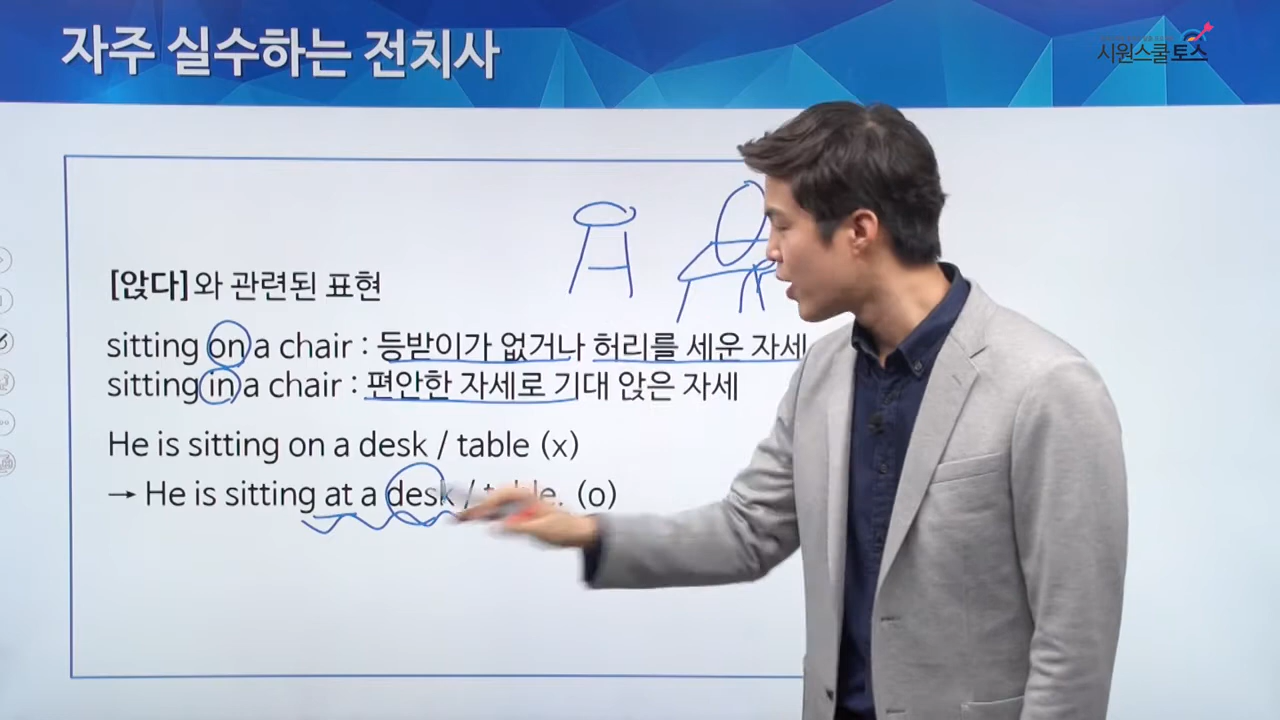 자주 실수하는 전치사
시원스쿨 토스
[앉다]와 관련된 표현
sitting on a chair : 등받이가 없거나 허리를 세운 자세
sitting in a chair : 편안한 자세로 기대 앉은 자세
He is sitting on a desk / table (x)
→ He is sitting at a desk / table. (o)